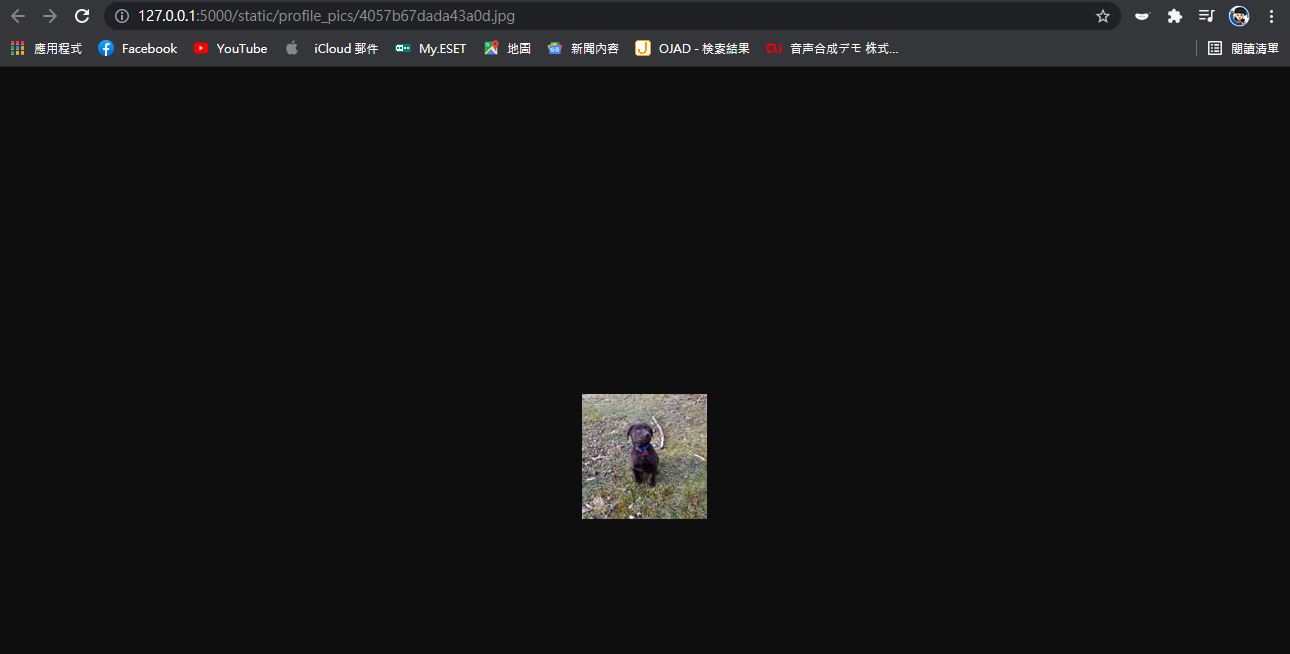 127.0.0.1:5000/static/profile_pics/4057b67dada43a0d.jpg
應用程式 Facebook YouTube iCloud 郵件 My.ESET 地圖 新聞內容 OJAD - 検索結果 音声合成デモ 株式... 閱讀清單